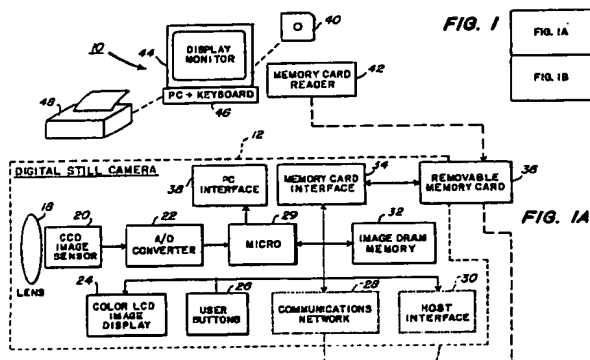 FIG. 1
FIG. 1A
FIG. 1B
10
44
DISPLAY
MONITOR
40
42
MEMORY CARD
READER
48
PC + KEYBOARD
46
12
DIGITAL STILL CAMERA
38
PC
INTERFACE
34
MEMORY CARD
INTERFACE
36
REMOVABLE
MEMORY CARD
FIG. 1A
18
LENS
20
CCD
IMAGE
SENSOR
22
A/D
CONVERTER
29
MICRO
32
IMAGE DRAM
MEMORY
24
COLOR LCD
IMAGE
DISPLAY
26
USER
BUTTONS
28
COMMUNICATIONS
NETWORK
30
HOST
INTERFACE